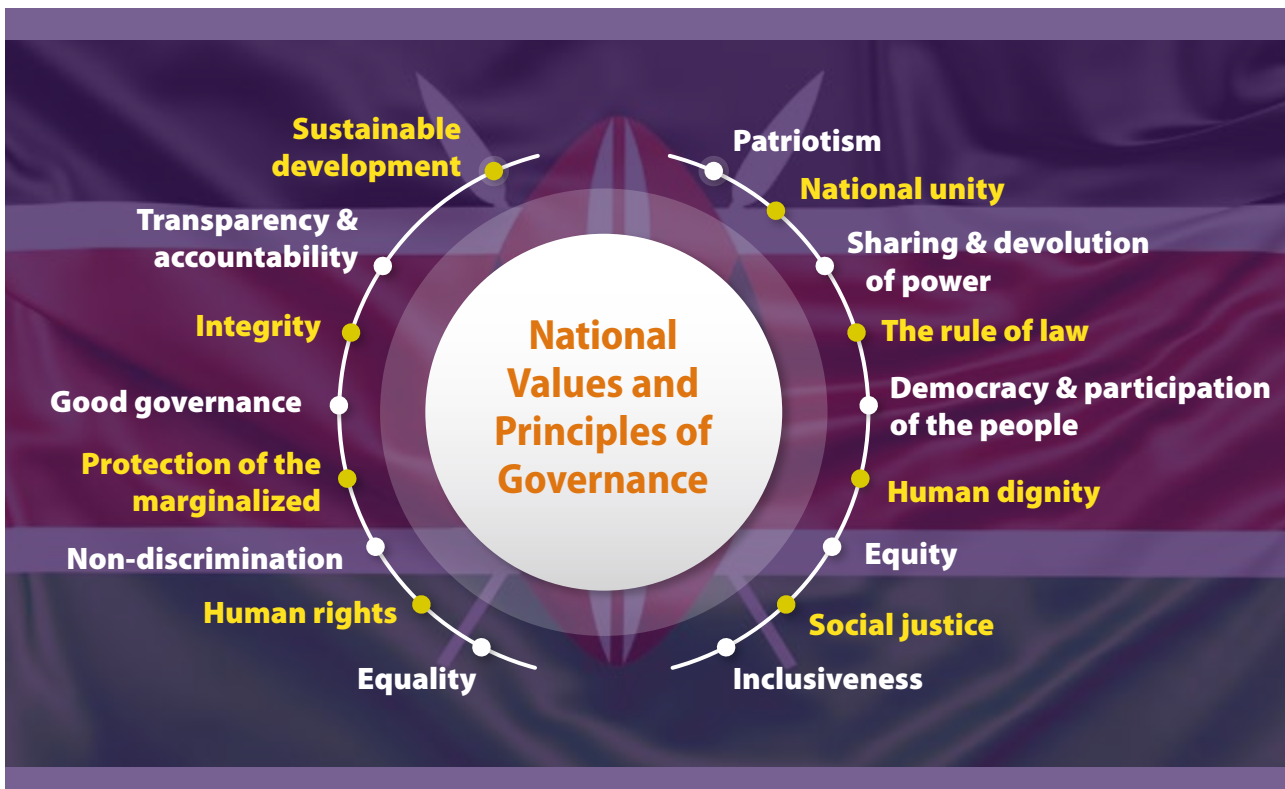 National
Values and
Principles of
Governance
Patriotism
National unity
Sharing & devolution
of power
The rule of law
Democracy & participation
of the people
Human dignity
Equity
Social justice
Inclusiveness
Equality
Human rights
Non-discrimination
Protection of the
marginalized
Good governance
Integrity
Transparency &
accountability
Sustainable
development